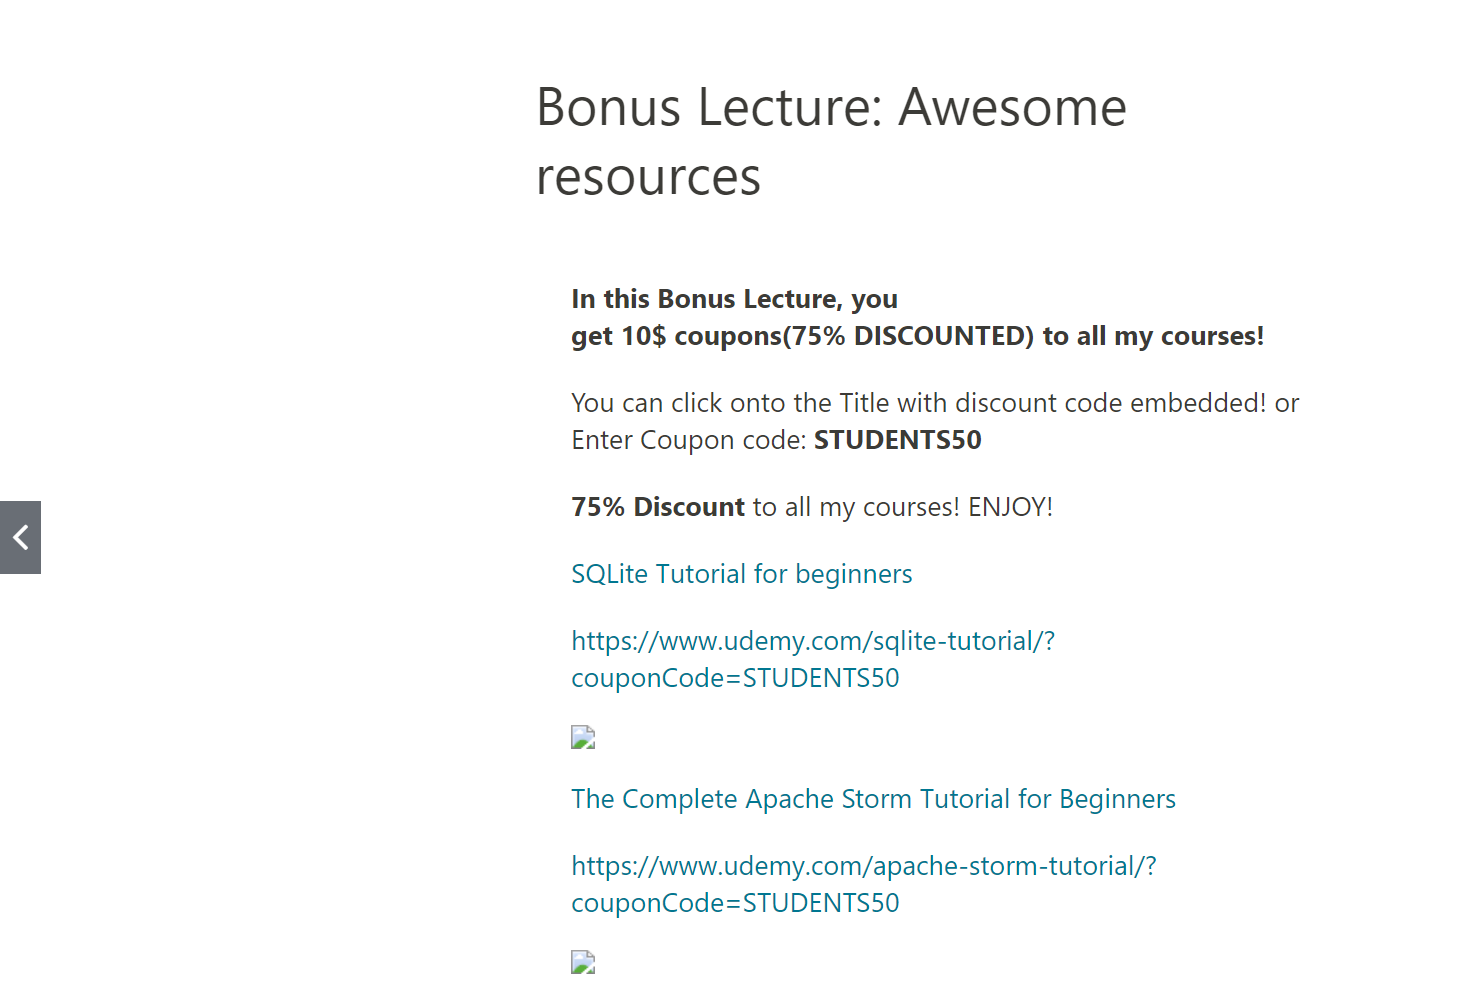 Bonus Lecture: Awesome
resources
In this Bonus Lecture, you
get 10$ coupons(75% DISCOUNTED) to all my courses!
You can click onto the Title with discount code embedded! or
Enter Coupon code: STUDENTS50
75% Discount to all my courses! ENJOY!
SQLite Tutorial for beginners
https://www.udemy.com/sqlite-tutorial/?
couponCode=STUDENTS50
The Complete Apache Storm Tutorial for Beginners
https://www.udemy.com/apache-storm-tutorial/?
couponCode=STUDENTS50